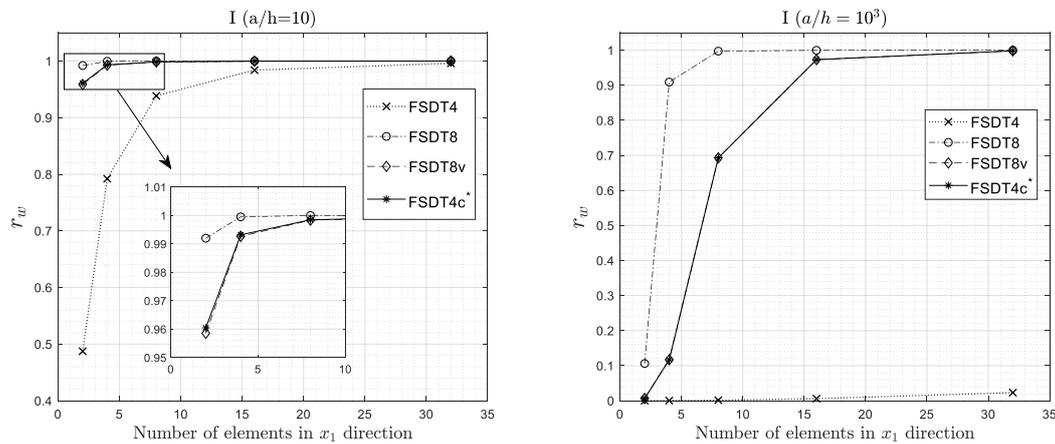 I (a/h=10)
1
0.9
0.8
0.7
0.6
0.5
0.4
r_w
FSDT4
FSDT8
FSDT8v
FSDT4c*
1.01
1
0.99
0.98
0.97
0.96
0.95
0 5 10
0 5 10 15 20 25 30 35
Number of elements in x₁ direction
I (a/h = 10³)
1
0.9
0.8
0.7
0.6
0.5
0.4
0.3
0.2
0.1
0
r_w
FSDT4
FSDT8
FSDT8v
FSDT4c*
0 5 10 15 20 25 30 35
Number of elements in x₁ direction